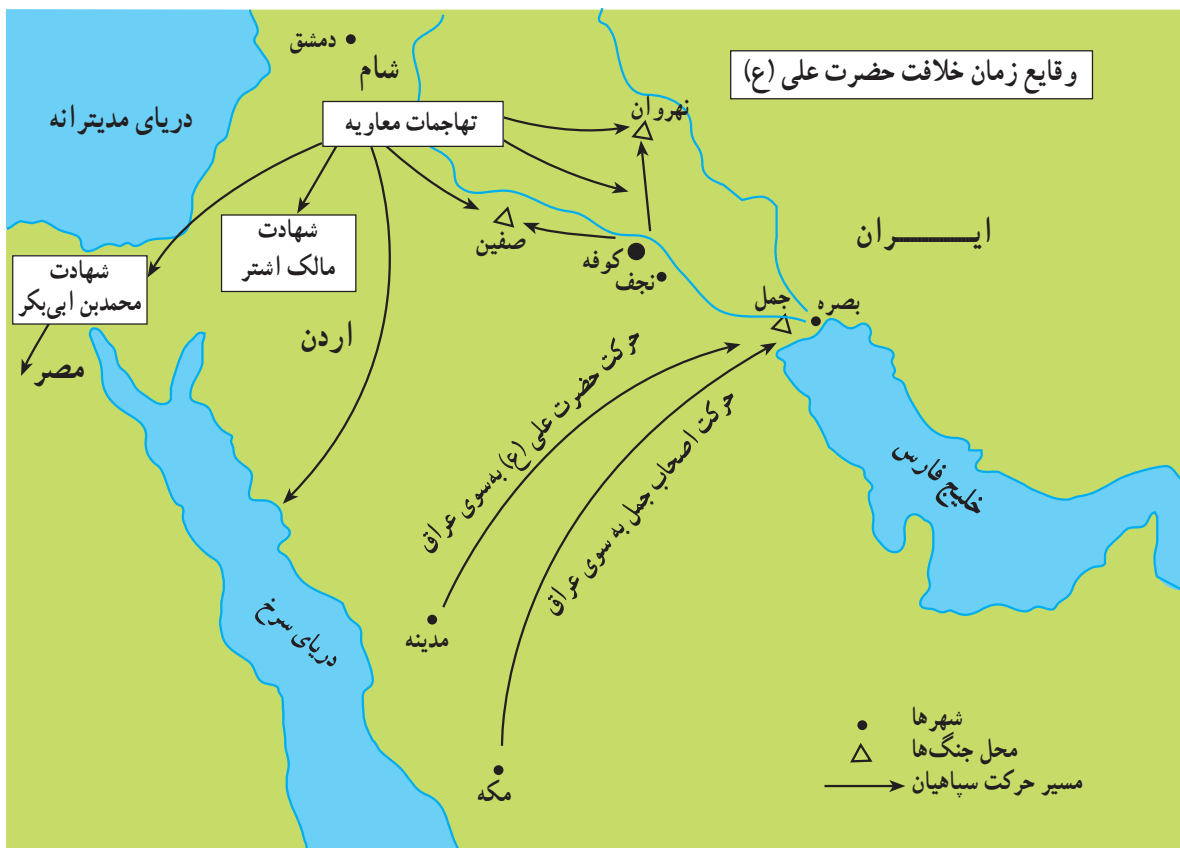 وقایع زمان خلافت حضرت علی (ع)
دمشق
شام
دریای مدیترانه
تهاجمات معاویه
نهروان
ایــــــران
شهادت
مالک اشتر
صفین
کوفه
نجف
شهادت
محمدبن ابی‌بکر
مصر
اردن
جمل
بصره
خلیج فارس
حرکت حضرت علی (ع) به‌سوی عراق
حرکت اصحاب جمل به سوی عراق
مدینه
دریای سرخ
مکه
شهرها
محل جنگ‌ها
مسیر حرکت سپاهیان